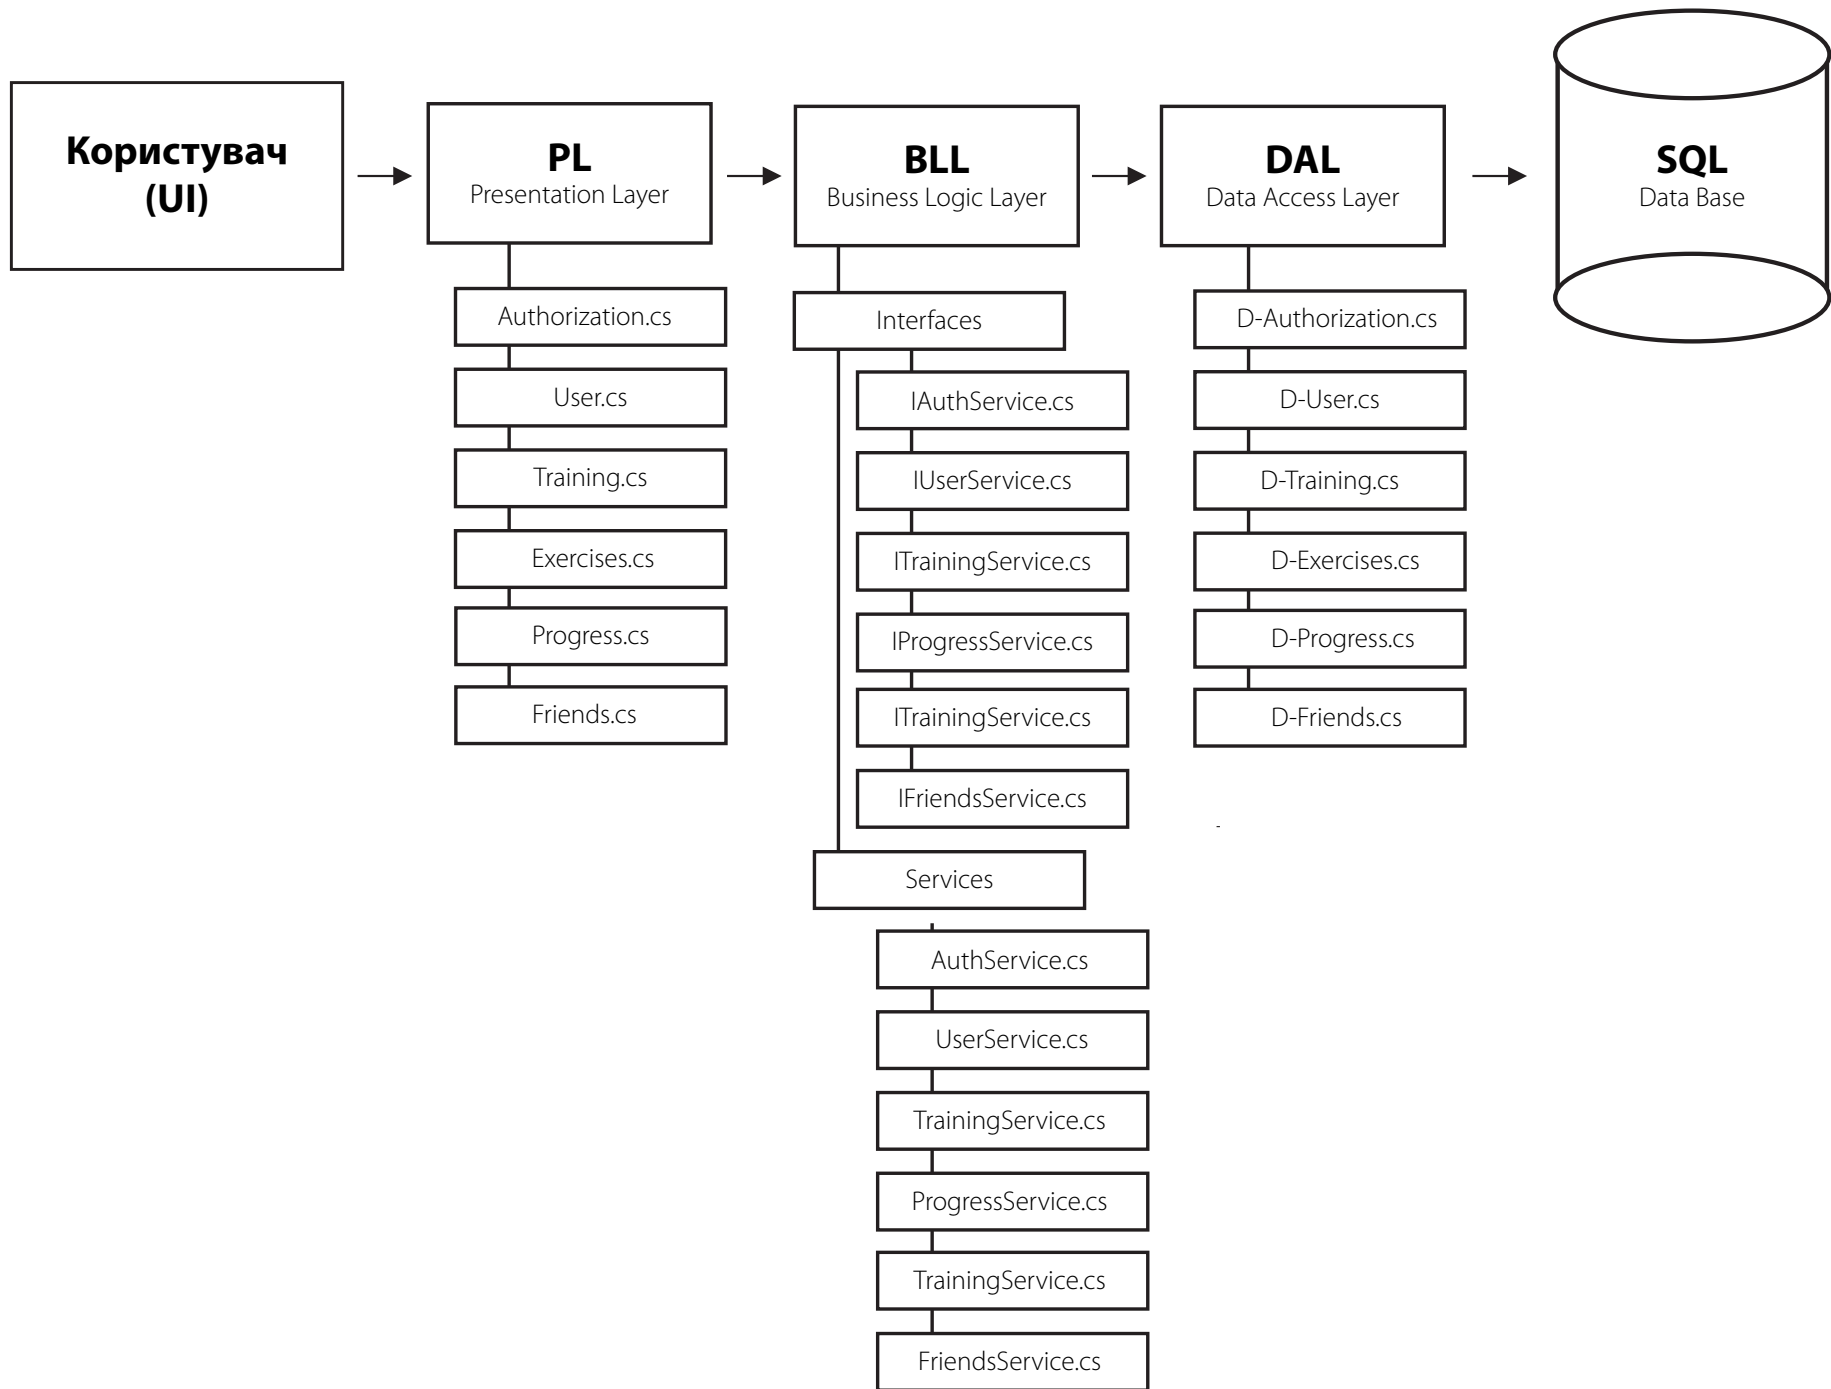 Користувач
(UI)
PL
Presentation Layer
BLL
Business Logic Layer
DAL
Data Access Layer
SQL
Data Base
Authorization.cs
User.cs
Training.cs
Exercises.cs
Progress.cs
Friends.cs
Interfaces
IAuthService.cs
IUserService.cs
ITrainingService.cs
IProgressService.cs
ITrainingService.cs
IFriendsService.cs
Services
AuthService.cs
UserService.cs
TrainingService.cs
ProgressService.cs
TrainingService.cs
FriendsService.cs
D-Authorization.cs
D-User.cs
D-Training.cs
D-Exercises.cs
D-Progress.cs
D-Friends.cs
-